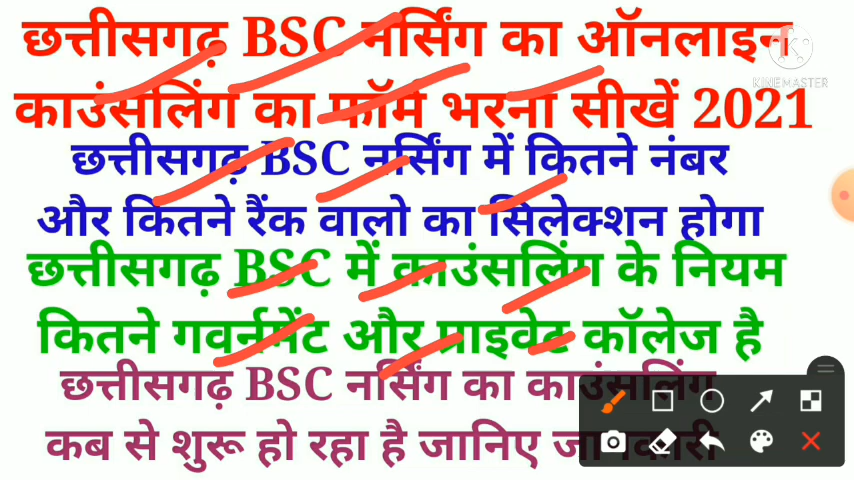 छत्तीसगढ़ BSC नर्सिंग का ऑनलाइन
KINEMASTER
काउंसलिंग का फॉर्म भरना सीखें 2021
छत्तीसगढ़ BSC नर्सिंग में कितने नंबर
और कितने रैंक वालो का सिलेक्शन होगा
छत्तीसगढ़ BSC में काउंसलिंग के नियम
कितने गवर्नमेंट और प्राइवेट कॉलेज है
छत्तीसगढ़ BSC नर्सिंग का काउंसलिंग
कब से शुरू हो रहा है जानिए जानकारी